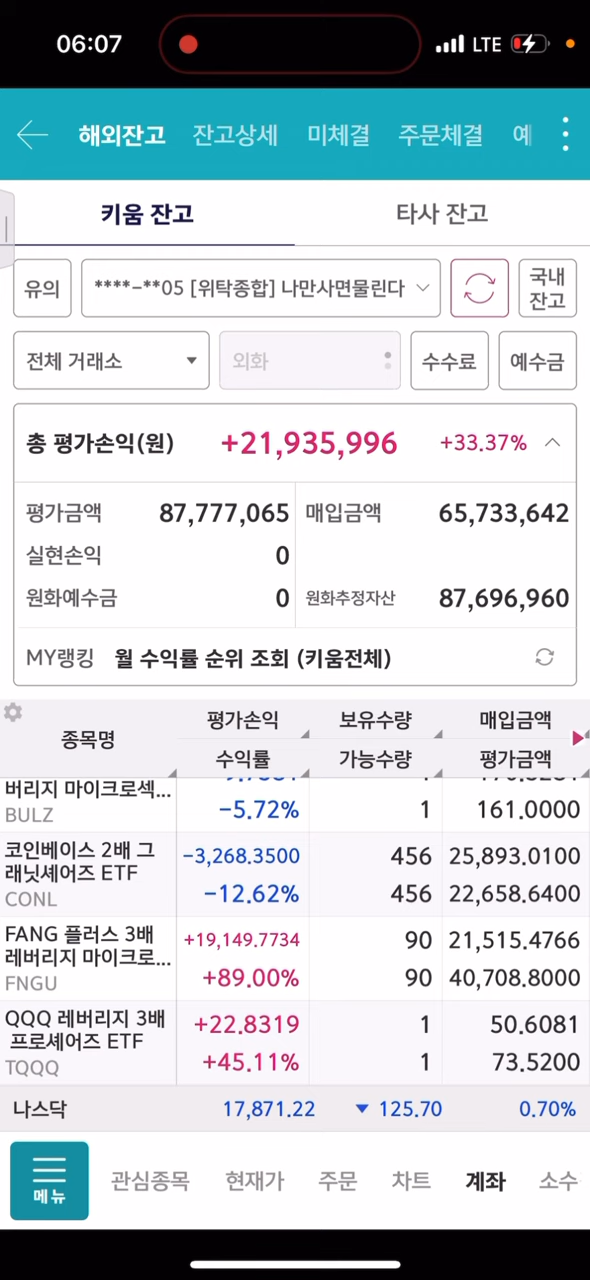 06:07
LTE
해외잔고 잔고상세 미체결 주문체결 예
키움 잔고 타사 잔고
유의 ****-**05 [위탁종합] 나만사면물린다 국내 잔고
전체 거래소 외화 수수료 예수금
총 평가손익(원) +21,935,996 +33.37%
평가금액 87,777,065 매입금액 65,733,642
실현손익 0
원화예수금 0 원화추정자산 87,696,960
MY랭킹 월 수익률 순위 조회 (키움전체)
종목명 평가손익 보유수량 매입금액
수익률 가능수량 평가금액
버리지 마이크로섹...
BULZ -5.72% 1 161.0000
코인베이스 2배 그 -3,268.3500 456 25,893.0100
래닛셰어즈 ETF
CONL -12.62% 456 22,658.6400
FANG 플러스 3배 +19,149.7734 90 21,515.4766
레버리지 마이크로...
FNGU +89.00% 90 40,708.8000
QQQ 레버리지 3배 +22.8319 1 50.6081
프로셰어즈 ETF
TQQQ +45.11% 1 73.5200
나스닥 17,871.22 ▼ 125.70 0.70%
메뉴 관심종목 현재가 주문 차트 계좌 소수